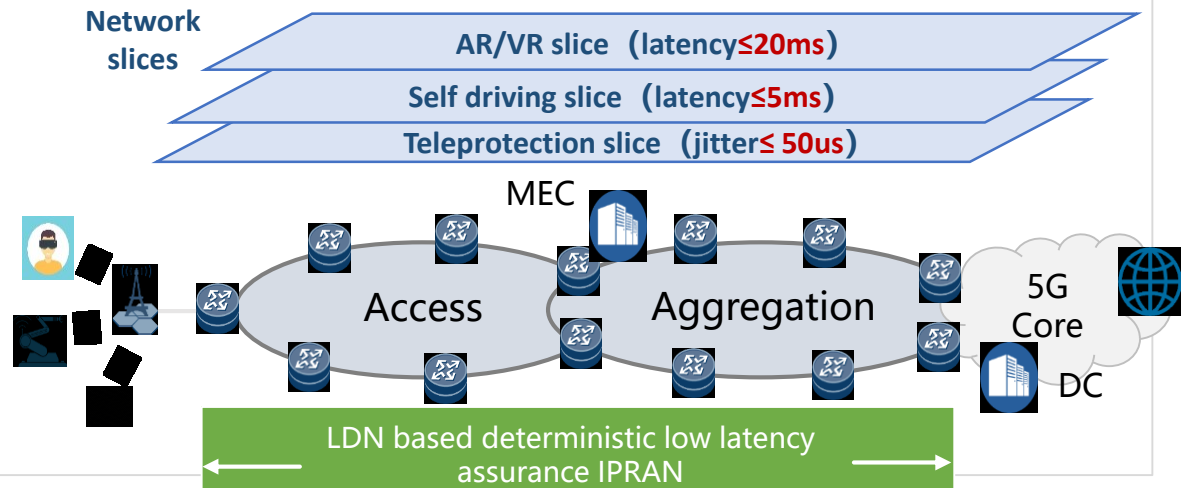 Network
slices
AR/VR slice (latency≤20ms)
Self driving slice (latency≤5ms)
Teleprotection slice (jitter≤ 50us)
MEC
Access
Aggregation
5G
Core
DC
LDN based deterministic low latency
assurance IPRAN